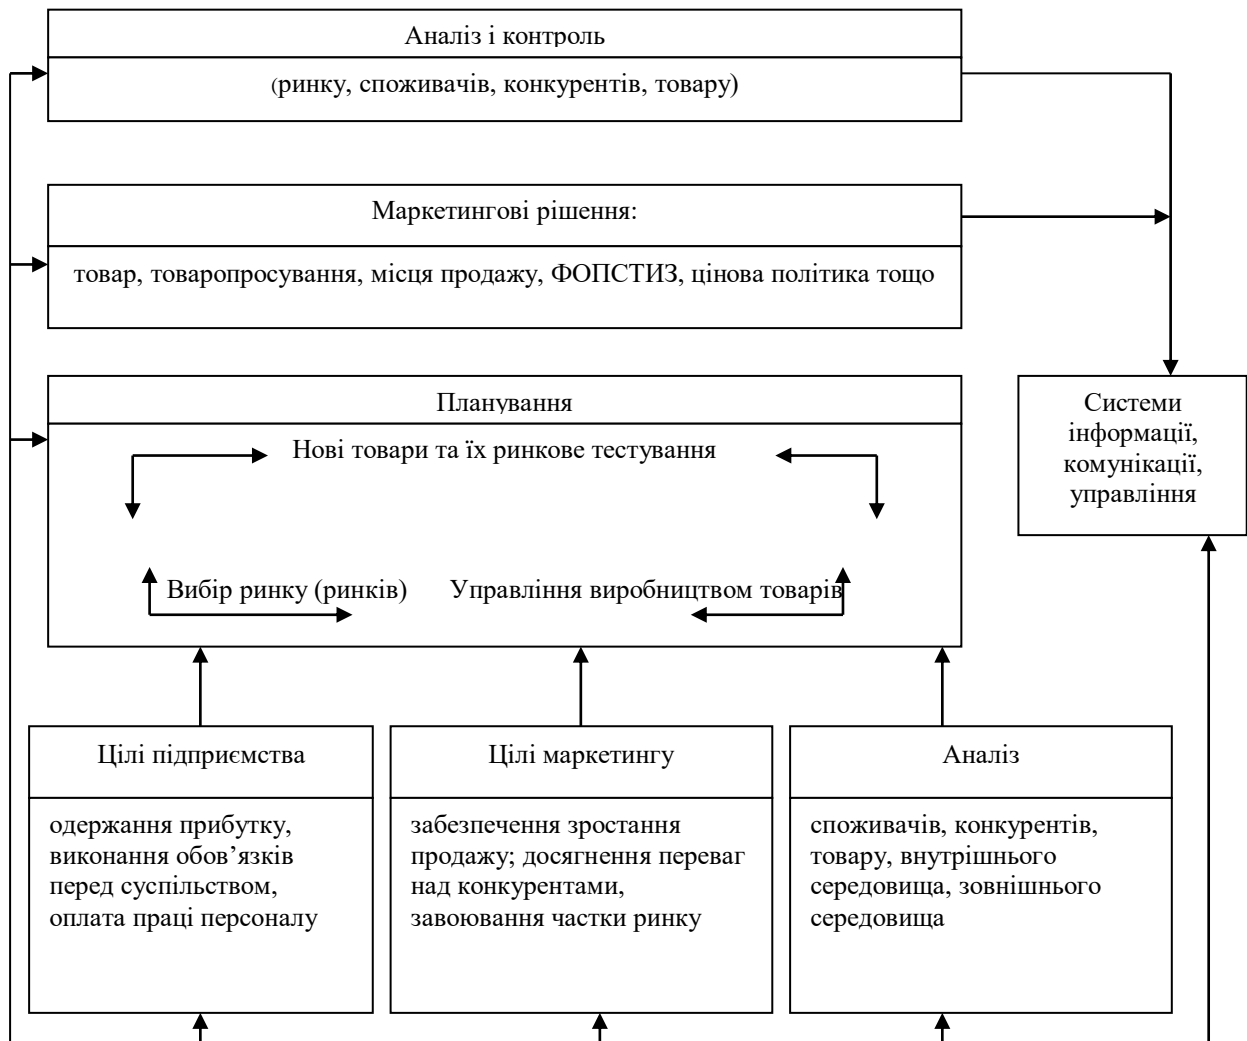 Аналіз і контроль
(ринку, споживачів, конкурентів, товару)
Маркетингові рішення:
товар, товаропросування, місця продажу, ФОПСТИЗ, цінова політика тощо
Планування
Нові товари та їх ринкове тестування
Вибір ринку (ринків)
Управління виробництвом товарів
Системи
інформації,
комунікації,
управління
Цілі підприємства
одержання прибутку,
виконання обов’язків
перед суспільством,
оплата праці персоналу
Цілі маркетингу
забезпечення зростання
продажу; досягнення переваг
над конкурентами,
завоювання частки ринку
Аналіз
споживачів, конкурентів,
товару, внутрішнього
середовища, зовнішнього
середовища